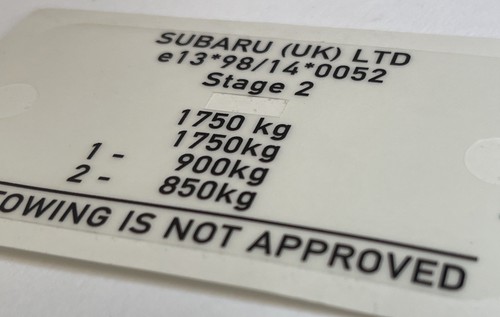 SUBARU (UK) LTD
e13*98/14*0052
Stage 2
1750 kg
1750kg
1 - 900kg
2 - 850kg
TOWING IS NOT APPROVED